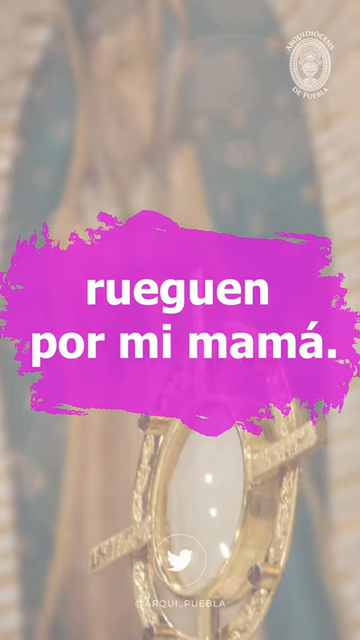 ARQUIDIÓCESIS
DE PUEBLA
rueguen
por mi mamá.
@ARQUI_PUEBLA